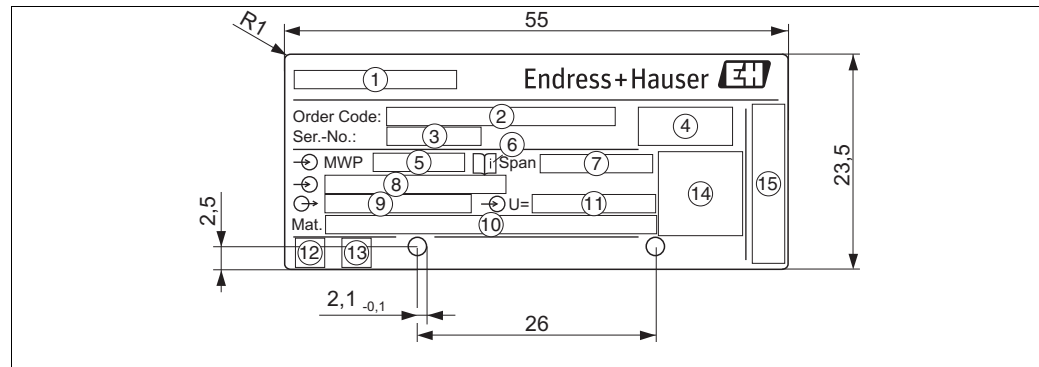 55
R1
1
Endress+Hauser EH
Order Code: 2
4
Ser.-No.: 3
6
MWP 5 i Span 7
8
14
15
23,5
9 U= 11
Mat. 10
2,5
12 13
2,1 -0,1
26